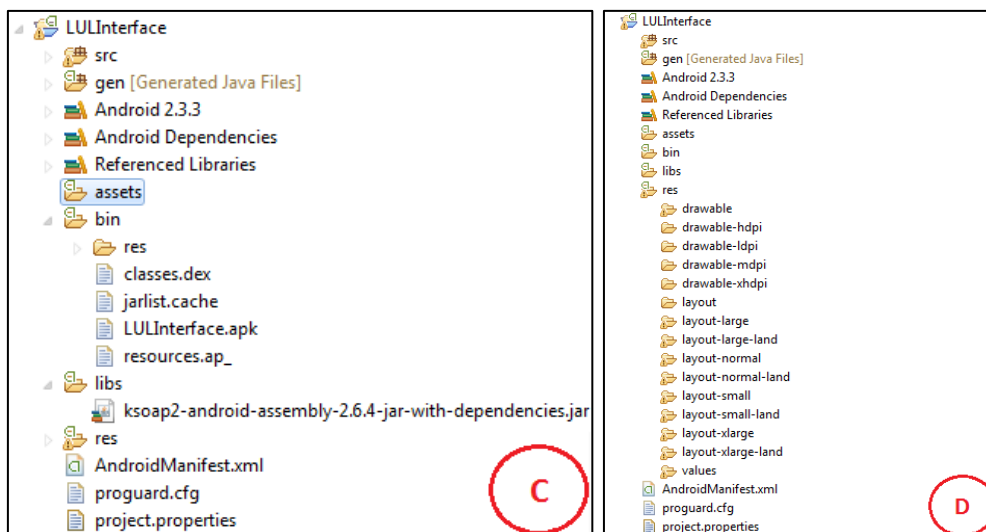 LULInterface
src
gen [Generated Java Files]
Android 2.3.3
Android Dependencies
Referenced Libraries
assets
bin
res
classes.dex
jarlist.cache
LULInterface.apk
resources.ap_
libs
ksoap2-android-assembly-2.6.4-jar-with-dependencies.jar
res
AndroidManifest.xml
proguard.cfg
project.properties
C
LULInterface
src
gen [Generated Java Files]
Android 2.3.3
Android Dependencies
Referenced Libraries
assets
bin
libs
res
drawable
drawable-hdpi
drawable-ldpi
drawable-mdpi
drawable-xhdpi
layout
layout-large
layout-large-land
layout-normal
layout-normal-land
layout-small
layout-small-land
layout-xlarge
layout-xlarge-land
values
AndroidManifest.xml
proguard.cfg
project.properties
D